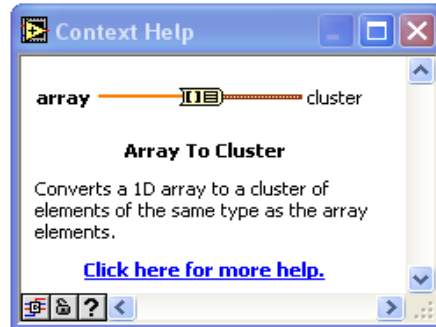 Context Help
array cluster
Array To Cluster
Converts a 1D array to a cluster of
elements of the same type as the array
elements.
Click here for more help.
?